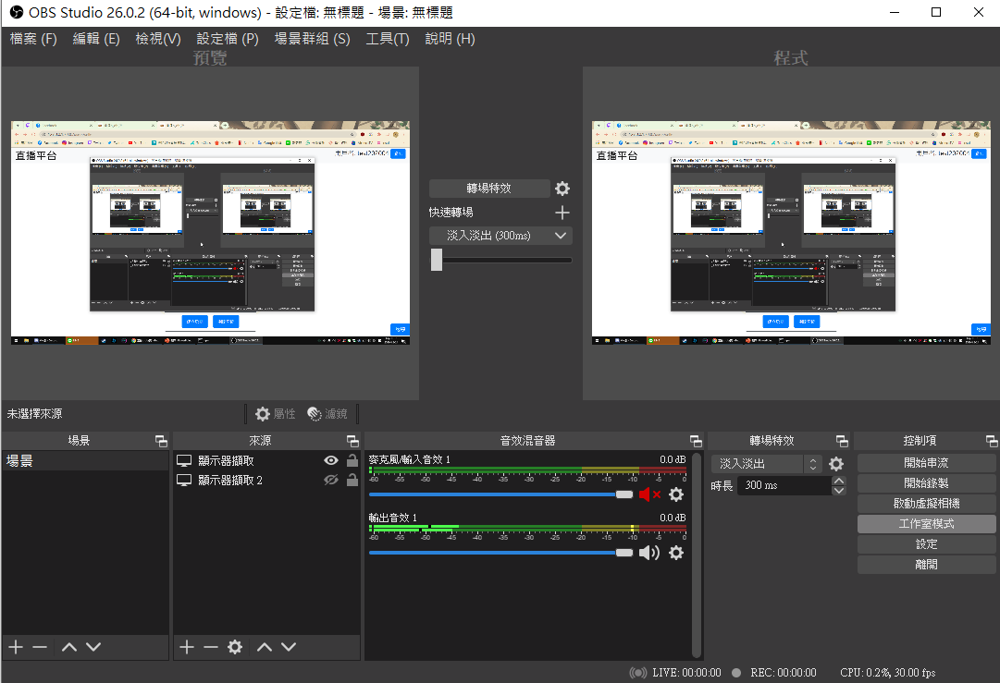 OBS Studio 26.0.2 (64-bit, windows) - 設定檔: 無標題 - 場景: 無標題
檔案 (F) 編輯 (E) 檢視(V) 設定檔 (P) 場景群組 (S) 工具(T) 說明 (H)
預覽
程式
直播平台
直播平台
轉場特效
快速轉場
淡入淡出 (300ms)
未選擇來源
屬性
濾鏡
場景
來源
音效混音器
轉場特效
控制項
場景
顯示器擷取
顯示器擷取 2
麥克風/輸入音效 1 0.0 dB
-60 -55 -50 -45 -40 -35 -30 -25 -20 -15 -10 -5 0
輸出音效 1 0.0 dB
-60 -55 -50 -45 -40 -35 -30 -25 -20 -15 -10 -5 0
淡入淡出
時長 300 ms
開始串流
開始錄製
啟動虛擬相機
工作室模式
設定
離開
LIVE: 00:00:00 REC: 00:00:00 CPU: 0.2%, 30.00 fps